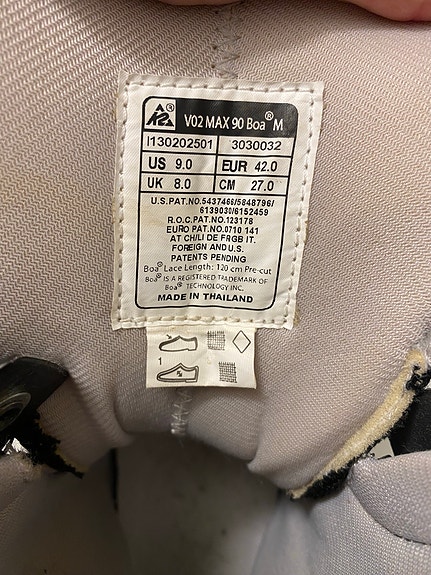 K2 ® V02 MAX 90 Boa® M
I130202501 3030032
US 9.0 EUR 42.0
UK 8.0 CM 27.0
U.S.PAT.NO.5437466/5848796/
6139030/6152459
R.O.C.PAT.NO.123178
EURO PAT.NO.0710 141
AT CH/LI DE FRGB IT.
FOREIGN AND U.S.
PATENTS PENDING
Boa® Lace Length: 120 cm Pre-cut
Boa® IS A REGISTERED TRADEMARK OF
Boa® TECHNOLOGY INC.
MADE IN THAILAND
1